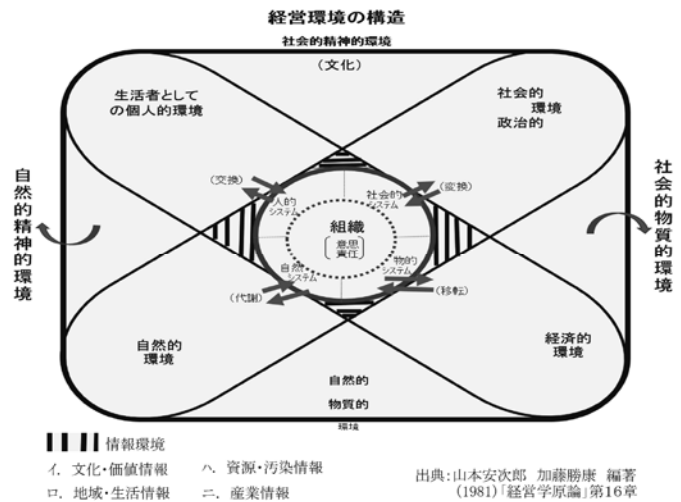 経営環境の構造
社会的精神的環境
(文化)
生活者として
の個人的環境
社会的
環境
政治的
自然的精神的環境
社会的物質的環境
(交換)
(変換)
人的
システム
社会的
システム
組織
意思
責任
自然
システム
物的
システム
(代謝)
(移転)
自然的
環境
経済的
環境
自然的
物質的
環境
情報環境
イ. 文化・価値情報
ハ. 資源・汚染情報
ロ. 地域・生活情報
ニ. 産業情報
出典:山本安次郎 加藤勝康 編著
(1981)「経営学原論」第16章